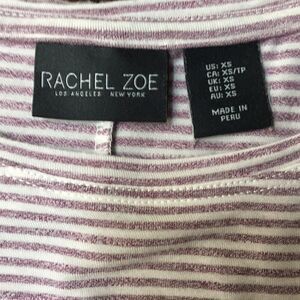 RACHEL ZOE
LOS ANGELES NEW YORK
US: XS
CA: XS/TP
UK: XS
EU: XS
AU: XS
MADE IN
PERU